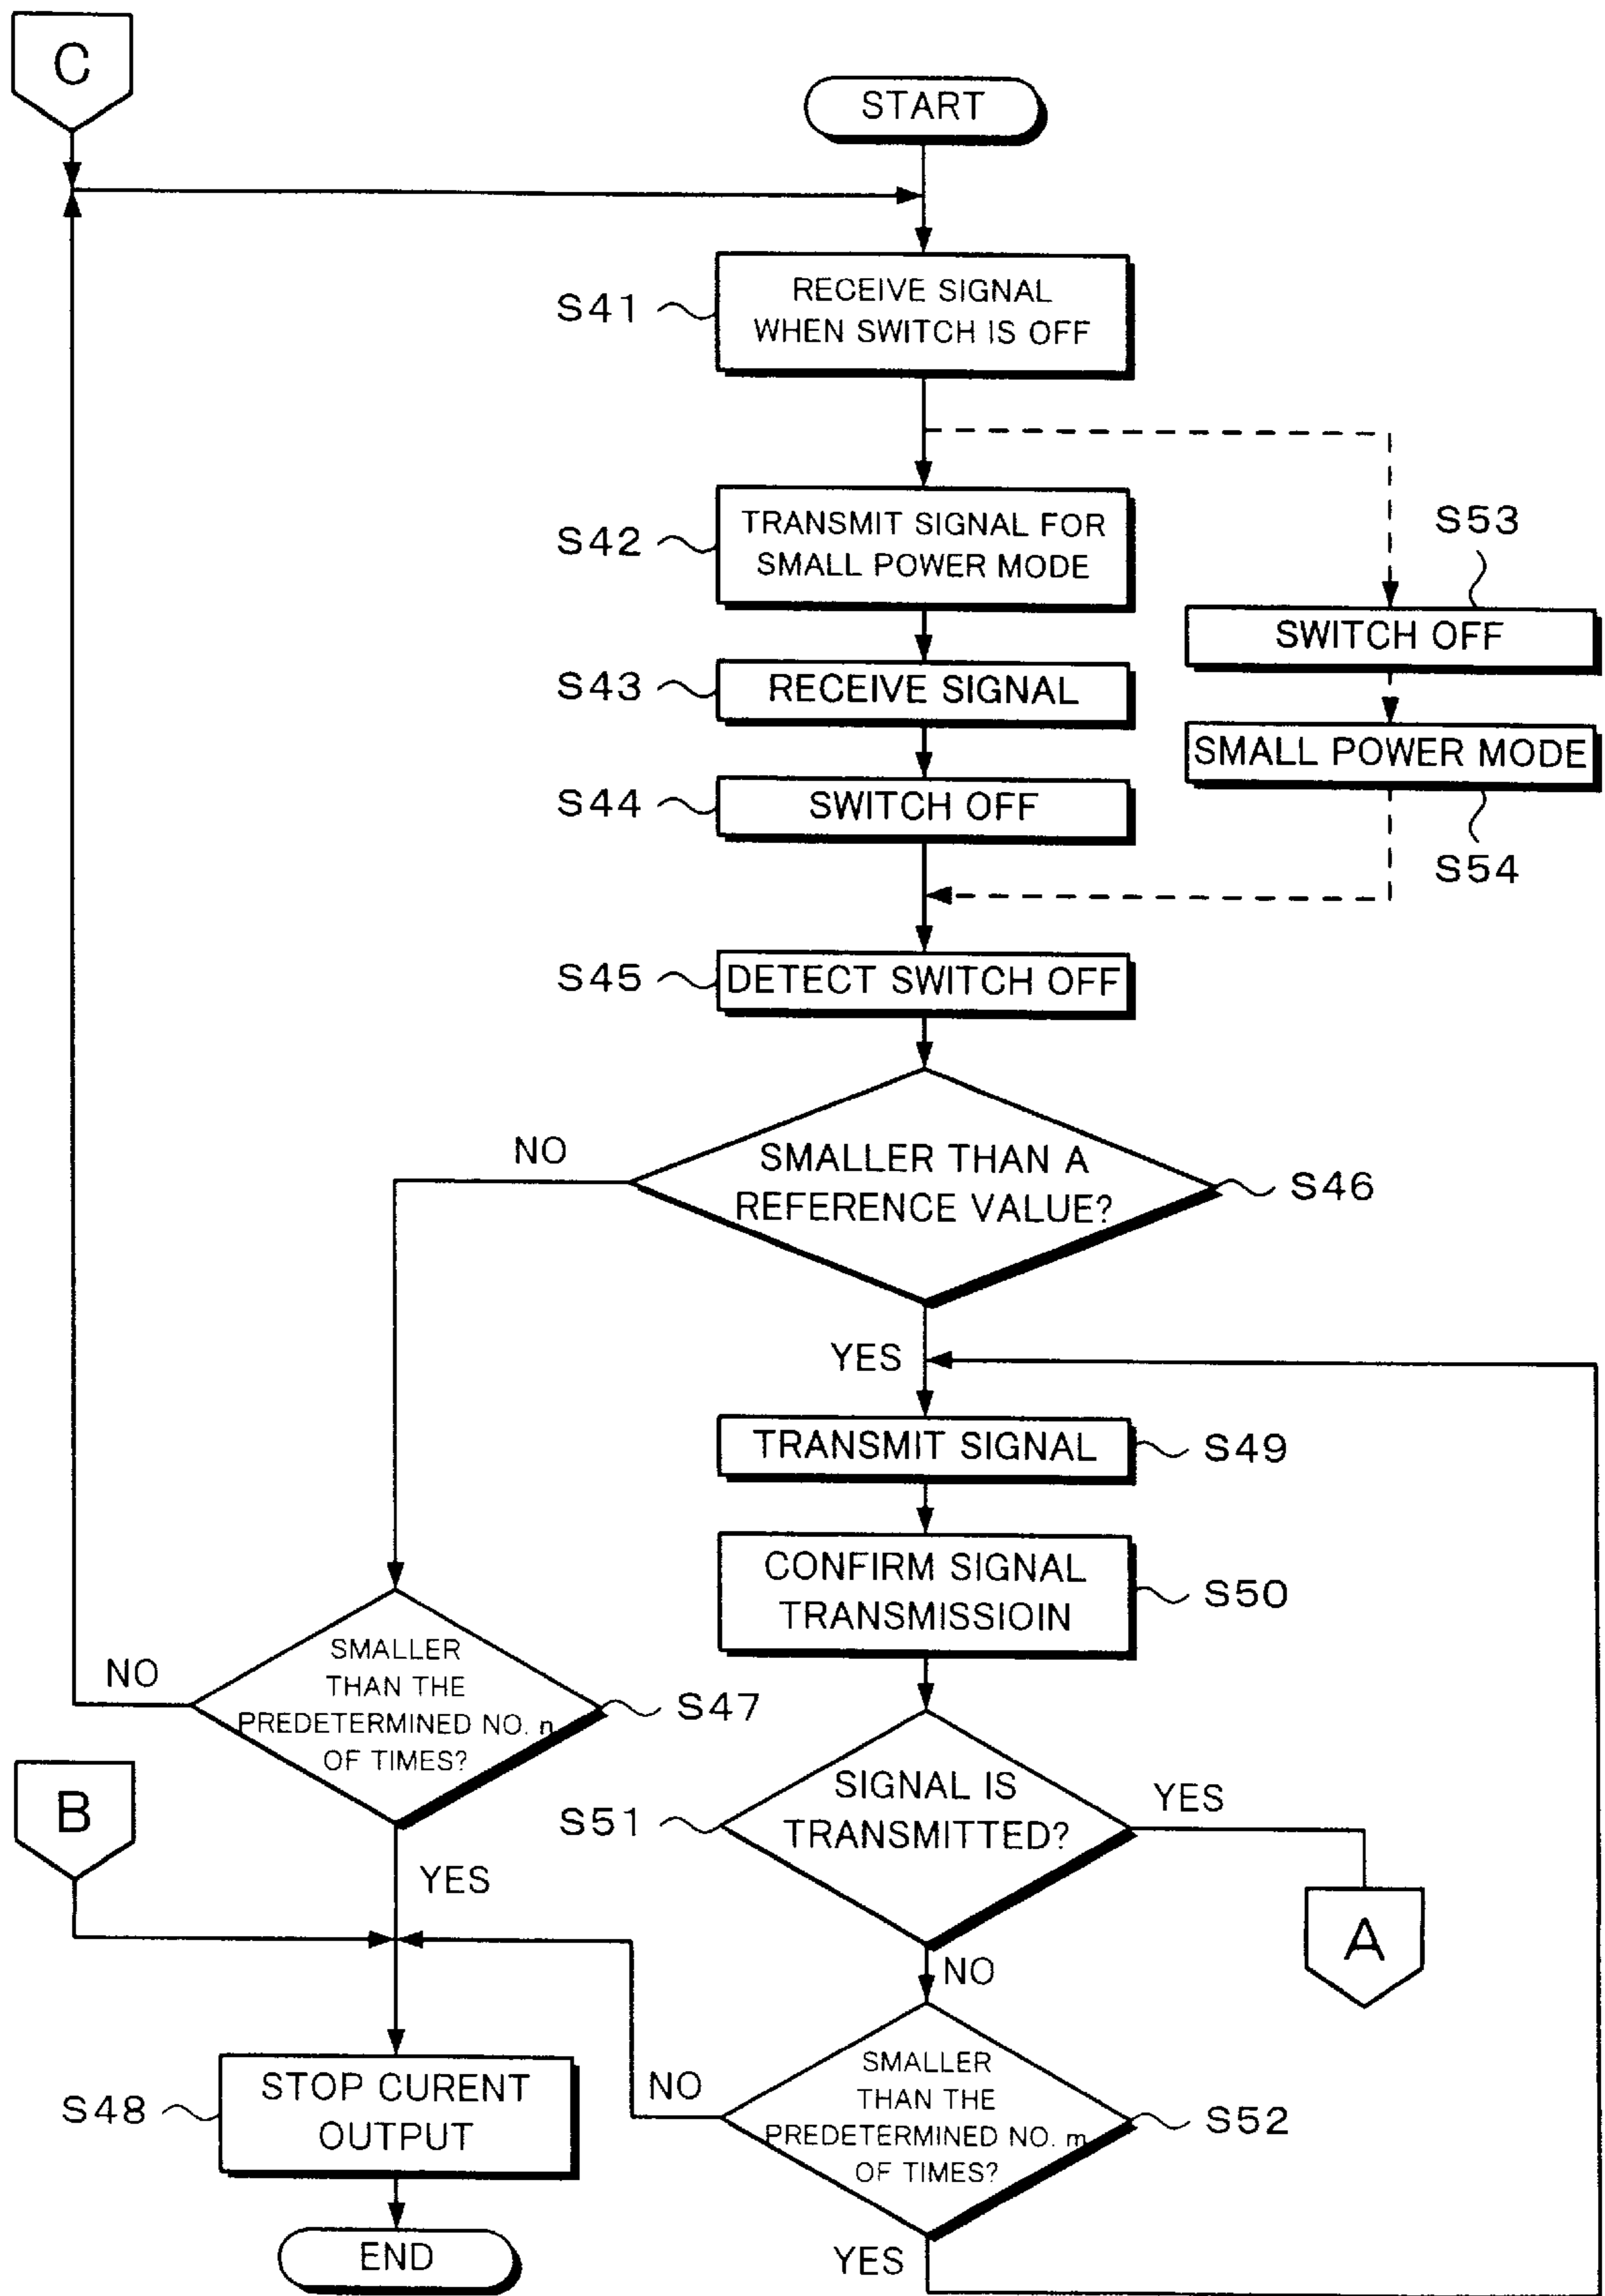 C
START
S41
RECEIVE SIGNAL
WHEN SWITCH IS OFF
S42
TRANSMIT SIGNAL FOR
SMALL POWER MODE
S53
SWITCH OFF
S43
RECEIVE SIGNAL
SMALL POWER MODE
S44
SWITCH OFF
S54
S45
DETECT SWITCH OFF
NO
SMALLER THAN A
REFERENCE VALUE?
S46
YES
TRANSMIT SIGNAL
S49
CONFIRM SIGNAL
TRANSMISSIOIN
S50
NO
SMALLER
THAN THE
PREDETERMINED NO. n
OF TIMES?
S47
B
YES
S51
SIGNAL IS
TRANSMITTED?
YES
A
NO
S48
STOP CURENT
OUTPUT
NO
SMALLER
THAN THE
PREDETERMINED NO. m
OF TIMES?
S52
YES
END